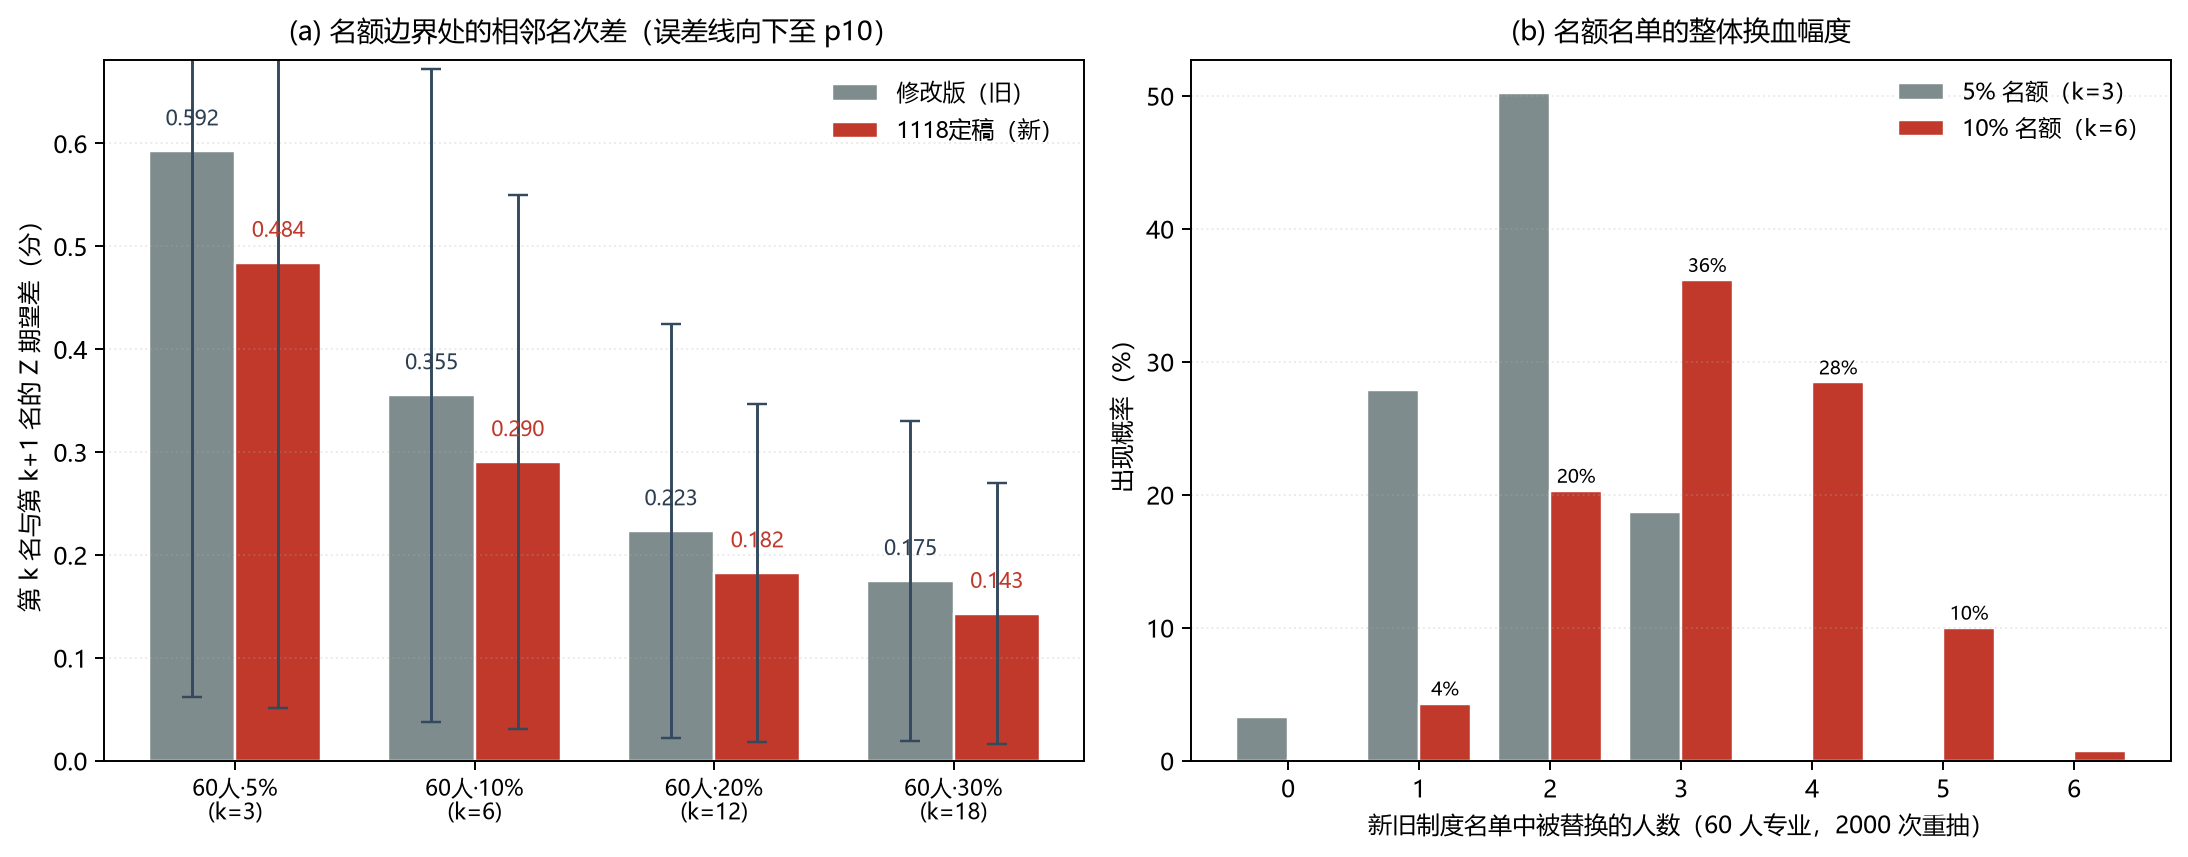 (a) 名额边界处的相邻名次差（误差线向下至 p10）
第 k 名与第 k+1 名的 Z 期望差（分）
0.6
0.5
0.4
0.3
0.2
0.1
0.0
修改版（旧）
1118定稿（新）
0.592
0.484
0.355
0.290
0.223
0.182
0.175
0.143
60人·5%
(k=3)
60人·10%
(k=6)
60人·20%
(k=12)
60人·30%
(k=18)
(b) 名额名单的整体换血幅度
出现概率（%）
50
40
30
20
10
0
5% 名额（k=3）
10% 名额（k=6）
4%
20%
36%
28%
10%
0
1
2
3
4
5
6
新旧制度名单中被替换的人数（60 人专业，2000 次重抽）